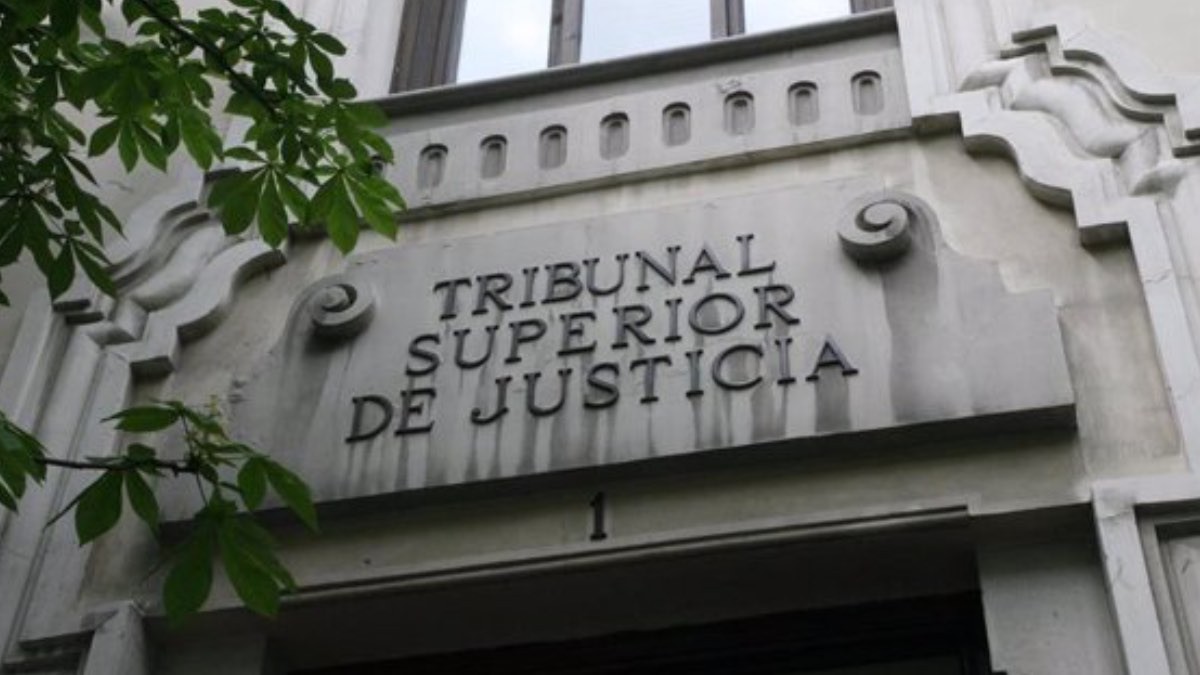 TRIBUNAL
SUPERIOR
DE JUSTICIA
1